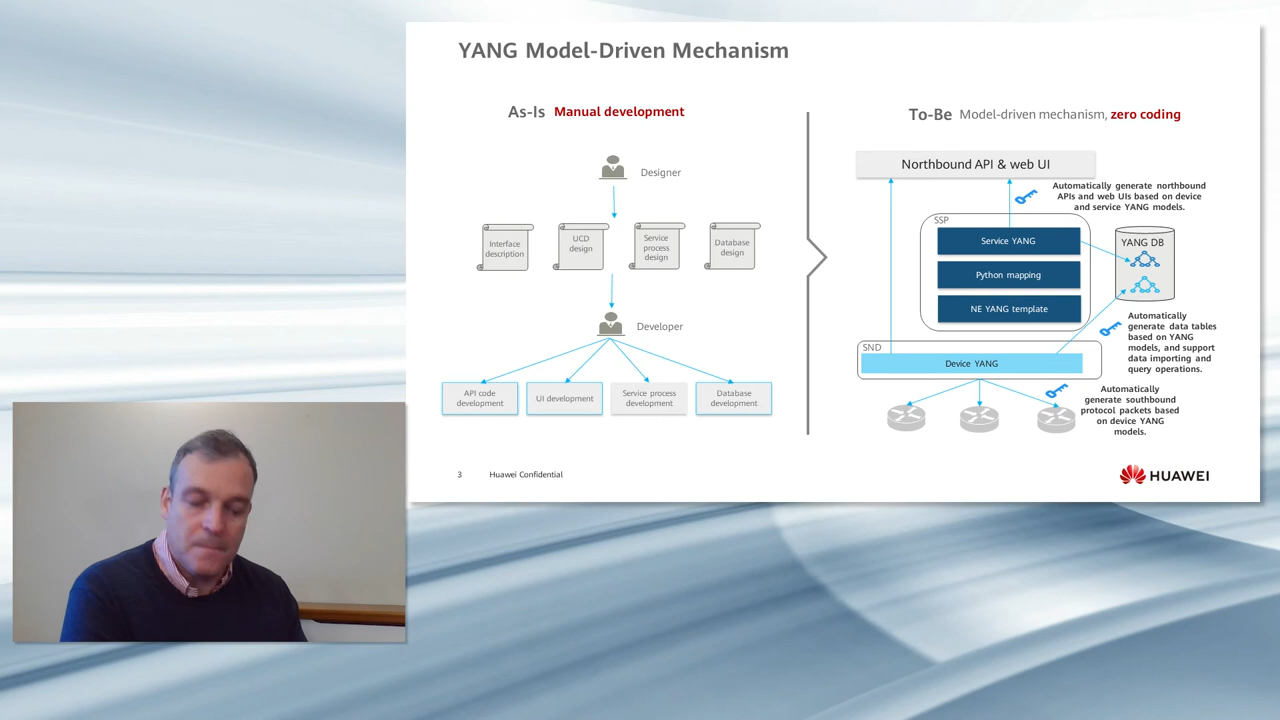 YANG Model-Driven Mechanism
As-Is Manual development
Designer
Interface
description
UCD
design
Service
process
design
Database
design
Developer
API code
development
UI development
Service process
development
Database
development
To-Be Model-driven mechanism, zero coding
Northbound API & web UI
Automatically generate northbound
APIs and web UIs based on device
and service YANG models.
SSP
Service YANG
Python mapping
NE YANG template
YANG DB
Automatically
generate data tables
based on YANG
models, and support
data importing and
query operations.
SND
Device YANG
Automatically
generate southbound
protocol packets based
on device YANG
models.
3 Huawei Confidential
HUAWEI